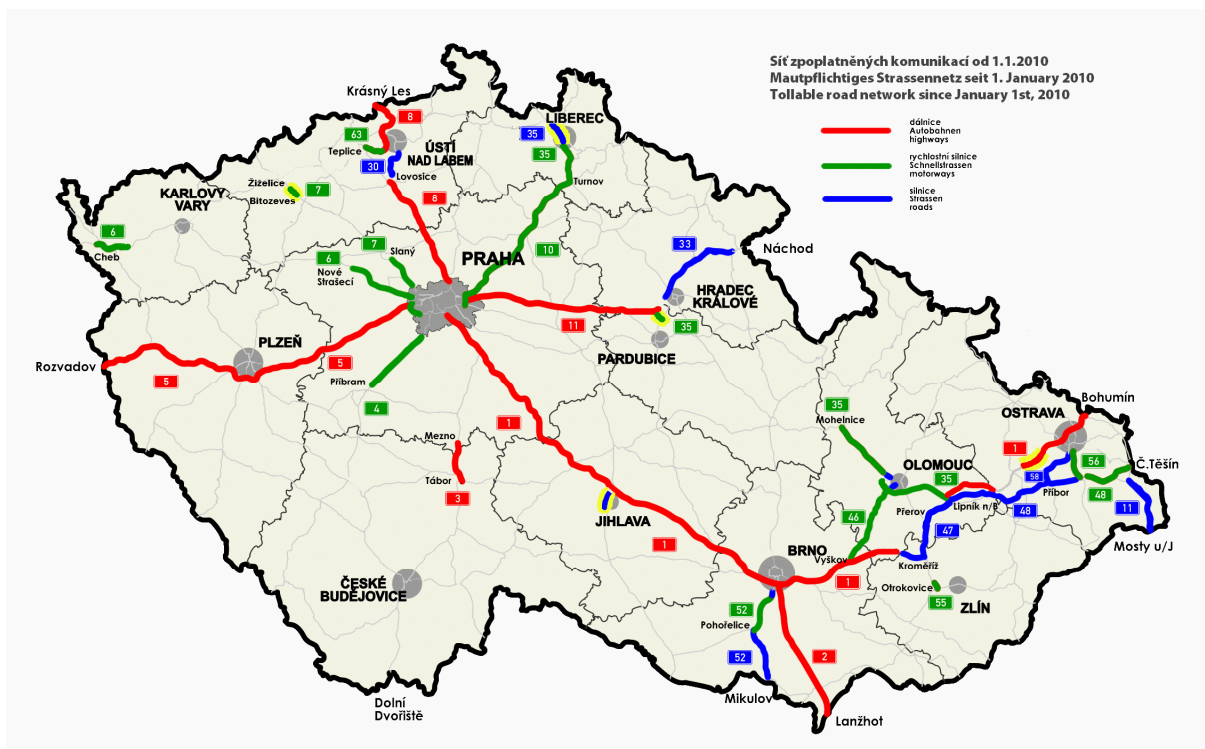 Síť zpoplatněných komunikací od 1.1.2010
Mautpflichtiges Strassennetz seit 1. January 2010
Tollable road network since January 1st, 2010
dálnice
Autobahnen
highways
rychlostní silnice
Schnellstrassen
motorways
silnice
Strassen
roads
Krásný Les
8
63
Teplice
ÚSTÍ
NAD LABEM
30
Lovosice
8
LIBEREC
35
35
Turnov
10
Žiželice
Bitozeves
7
KARLOVY
VARY
6
Cheb
7
Slaný
6
Nové
Strašecí
PRAHA
33
Náchod
HRADEC
KRÁLOVÉ
11
35
PARDUBICE
PLZEŇ
Rozvadov
5
5
Příbram
4
1
Mezno
Tábor
3
35
Mohelnice
OLOMOUC
35
OSTRAVA
Bohumín
1
56
Č.Těšín
58
Příbor
48
48
11
Mosty u/J
Přerov
Lipník n/B
47
46
JIHLAVA
1
BRNO
Vyškov
1
Kroměříž
Otrokovice
55
ZLÍN
ČESKÉ
BUDĚJOVICE
52
Pohořelice
52
2
Mikulov
Lanžhot
Dolní
Dvořiště